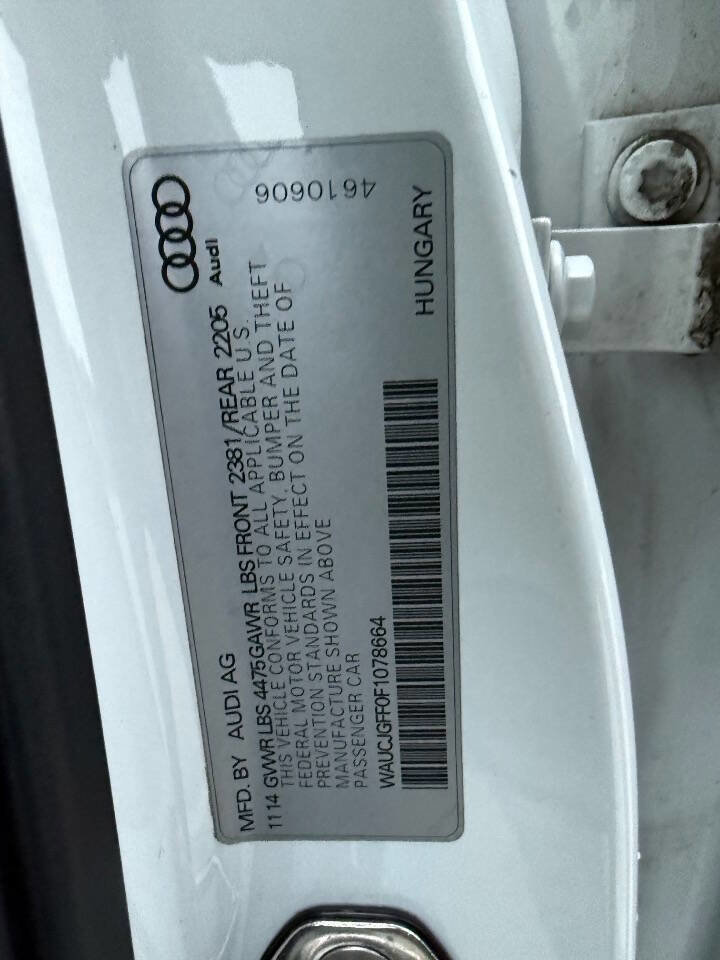 MFD. BY AUDI AG
Audi
1114 GVWR LBS 4475 GAWR LBS FRONT 2381/REAR 2205
THIS VEHICLE CONFORMS TO ALL APPLICABLE U.S.
FEDERAL MOTOR VEHICLE SAFETY, BUMPER AND THEFT
PREVENTION STANDARDS IN EFFECT ON THE DATE OF
MANUFACTURE SHOWN ABOVE
PASSENGER CAR
4610606
WAUCJGFF0F1078664
HUNGARY